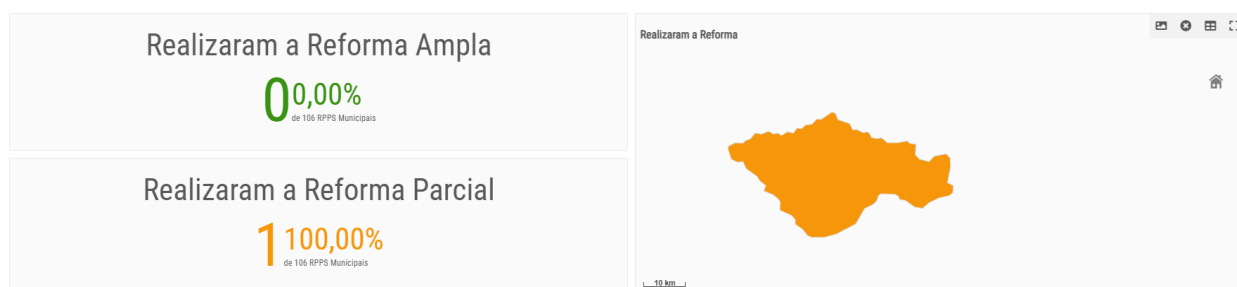 Realizaram a Reforma Ampla
0 0,00%
de 106 RPPS Municipais
Realizaram a Reforma Parcial
1 100,00%
de 106 RPPS Municipais
Realizaram a Reforma
10 km